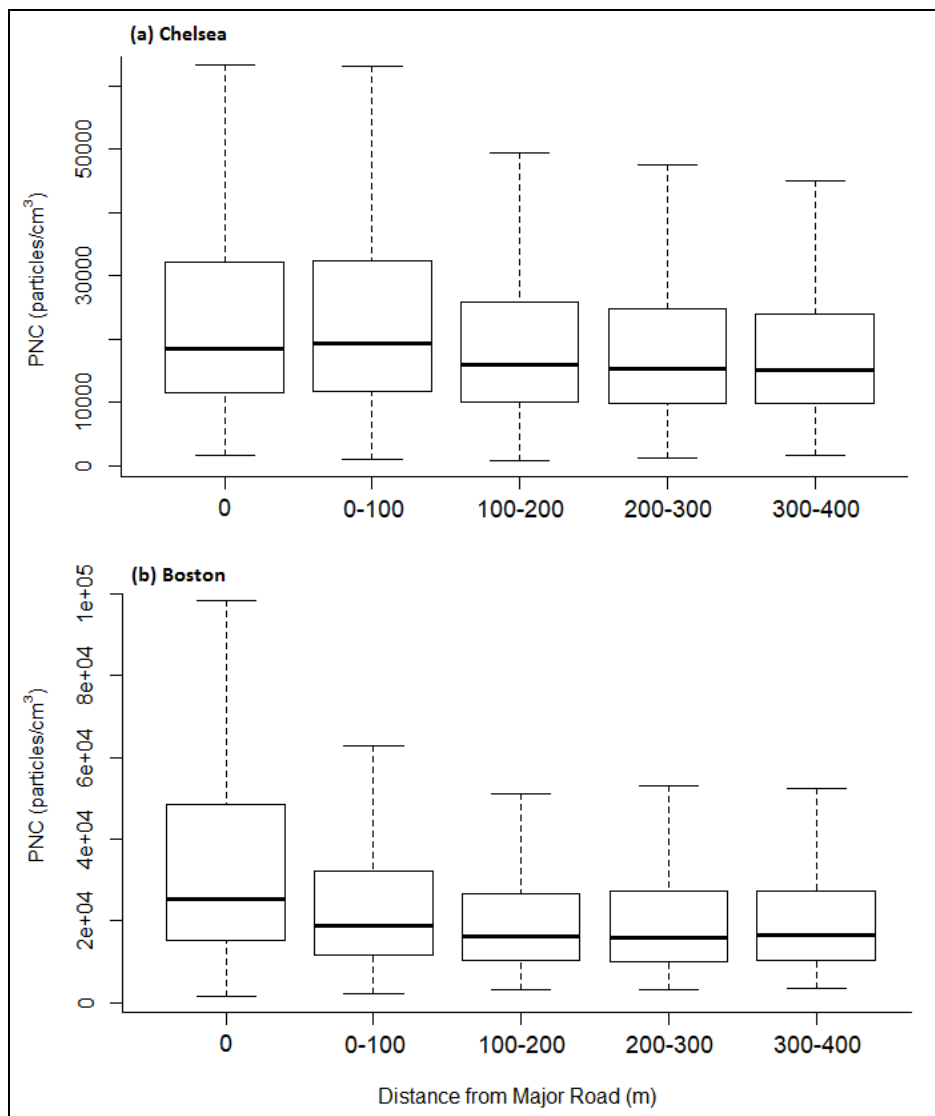 (a) Chelsea
PNC (particles/cm³)
50000
30000
10000
0
0 0-100 100-200 200-300 300-400
(b) Boston
PNC (particles/cm³)
1e+05
8e+04
6e+04
4e+04
2e+04
0
0 0-100 100-200 200-300 300-400
Distance from Major Road (m)